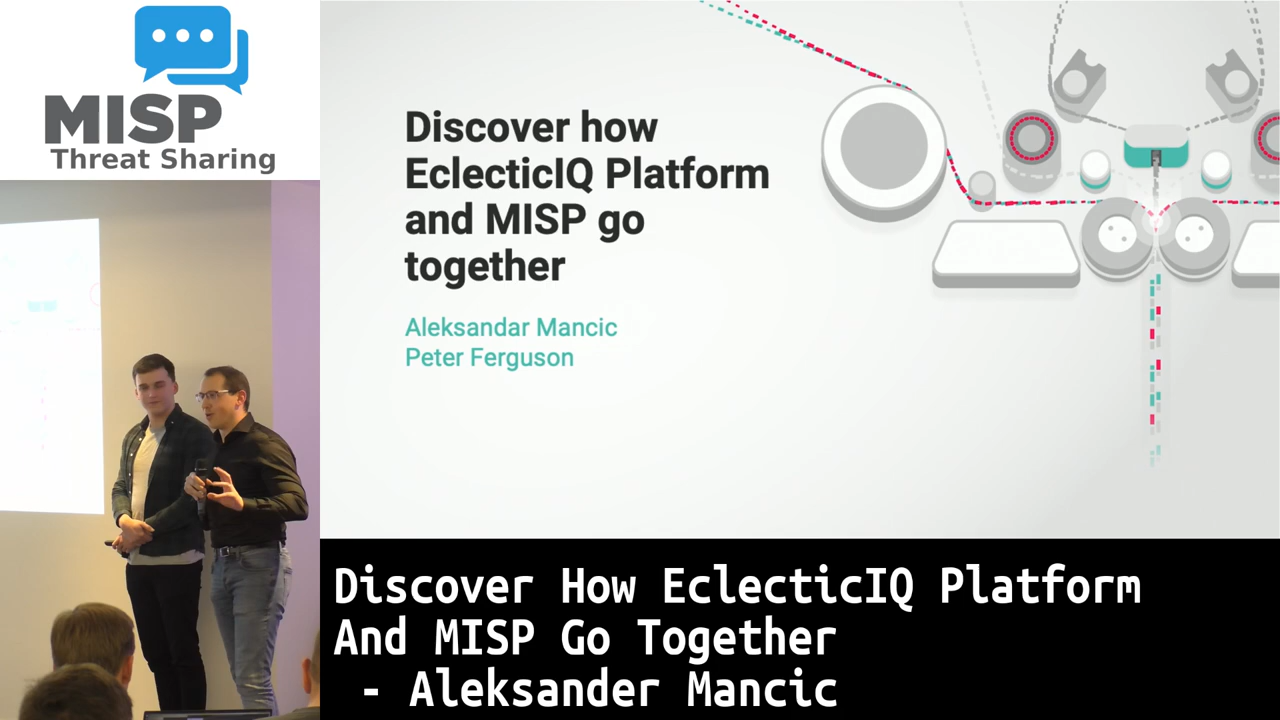 MISP
Threat Sharing
Discover how
EclecticIQ Platform
and MISP go
together
Aleksandar Mancic
Peter Ferguson
Discover How EclecticIQ Platform
And MISP Go Together
- Aleksander Mancic